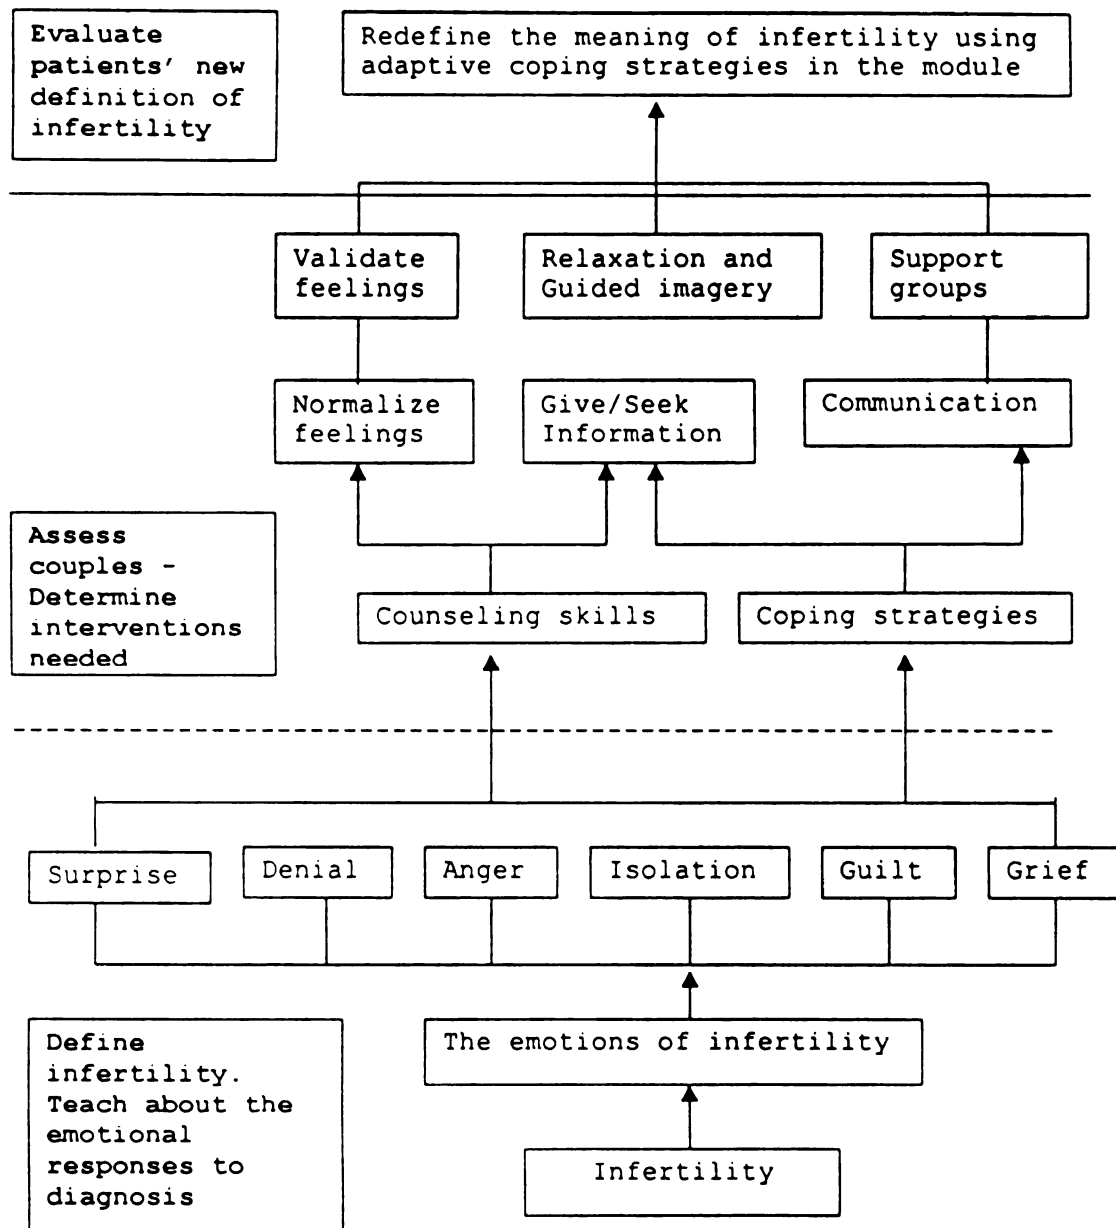 Evaluate
patients' new
definition of
infertility
Redefine the meaning of infertility using
adaptive coping strategies in the module
Validate
feelings
Relaxation and
Guided imagery
Support
groups
Normalize
feelings
Give/Seek
Information
Communication
Assess
couples -
Determine
interventions
needed
Counseling skills
Coping strategies
Surprise
Denial
Anger
Isolation
Guilt
Grief
Define
infertility.
Teach about the
emotional
responses to
diagnosis
The emotions of infertility
Infertility